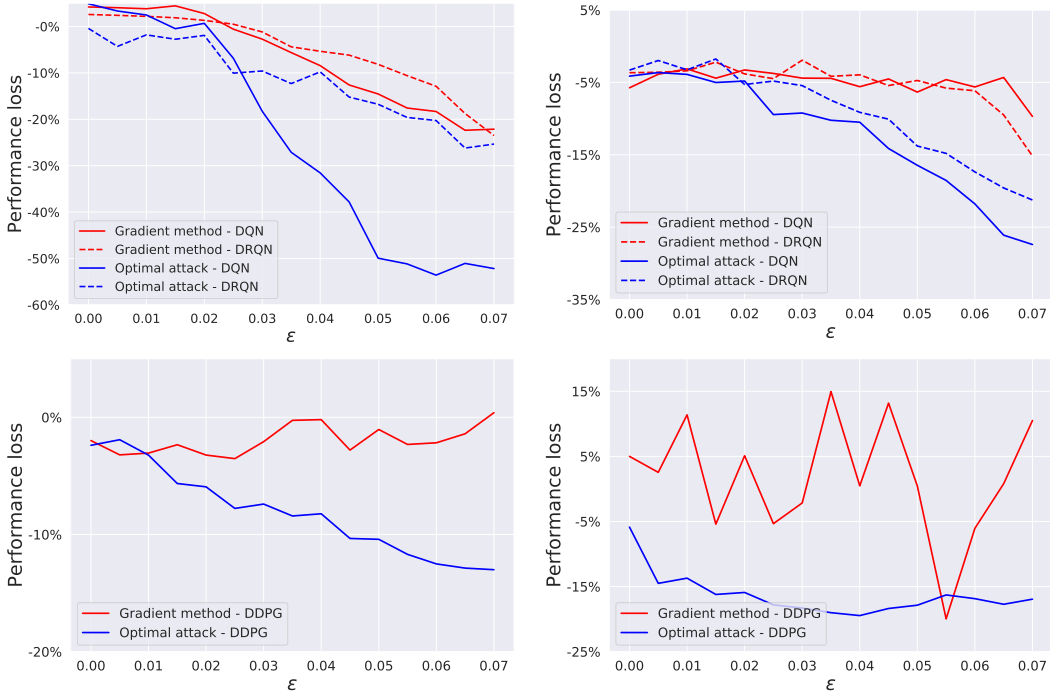 Performance loss
-0%
-10%
-20%
-30%
-40%
-50%
-60%
Gradient method - DQN
Gradient method - DRQN
Optimal attack - DQN
Optimal attack - DRQN
0.00 0.01 0.02 0.03 0.04 0.05 0.06 0.07
ε
Performance loss
5%
-5%
-15%
-25%
-35%
Gradient method - DQN
Gradient method - DRQN
Optimal attack - DQN
Optimal attack - DRQN
0.00 0.01 0.02 0.03 0.04 0.05 0.06 0.07
ε
Performance loss
0%
-10%
-20%
Gradient method - DDPG
Optimal attack - DDPG
0.00 0.01 0.02 0.03 0.04 0.05 0.06 0.07
ε
Performance loss
15%
5%
-5%
-15%
-25%
Gradient method - DDPG
Optimal attack - DDPG
0.00 0.01 0.02 0.03 0.04 0.05 0.06 0.07
ε